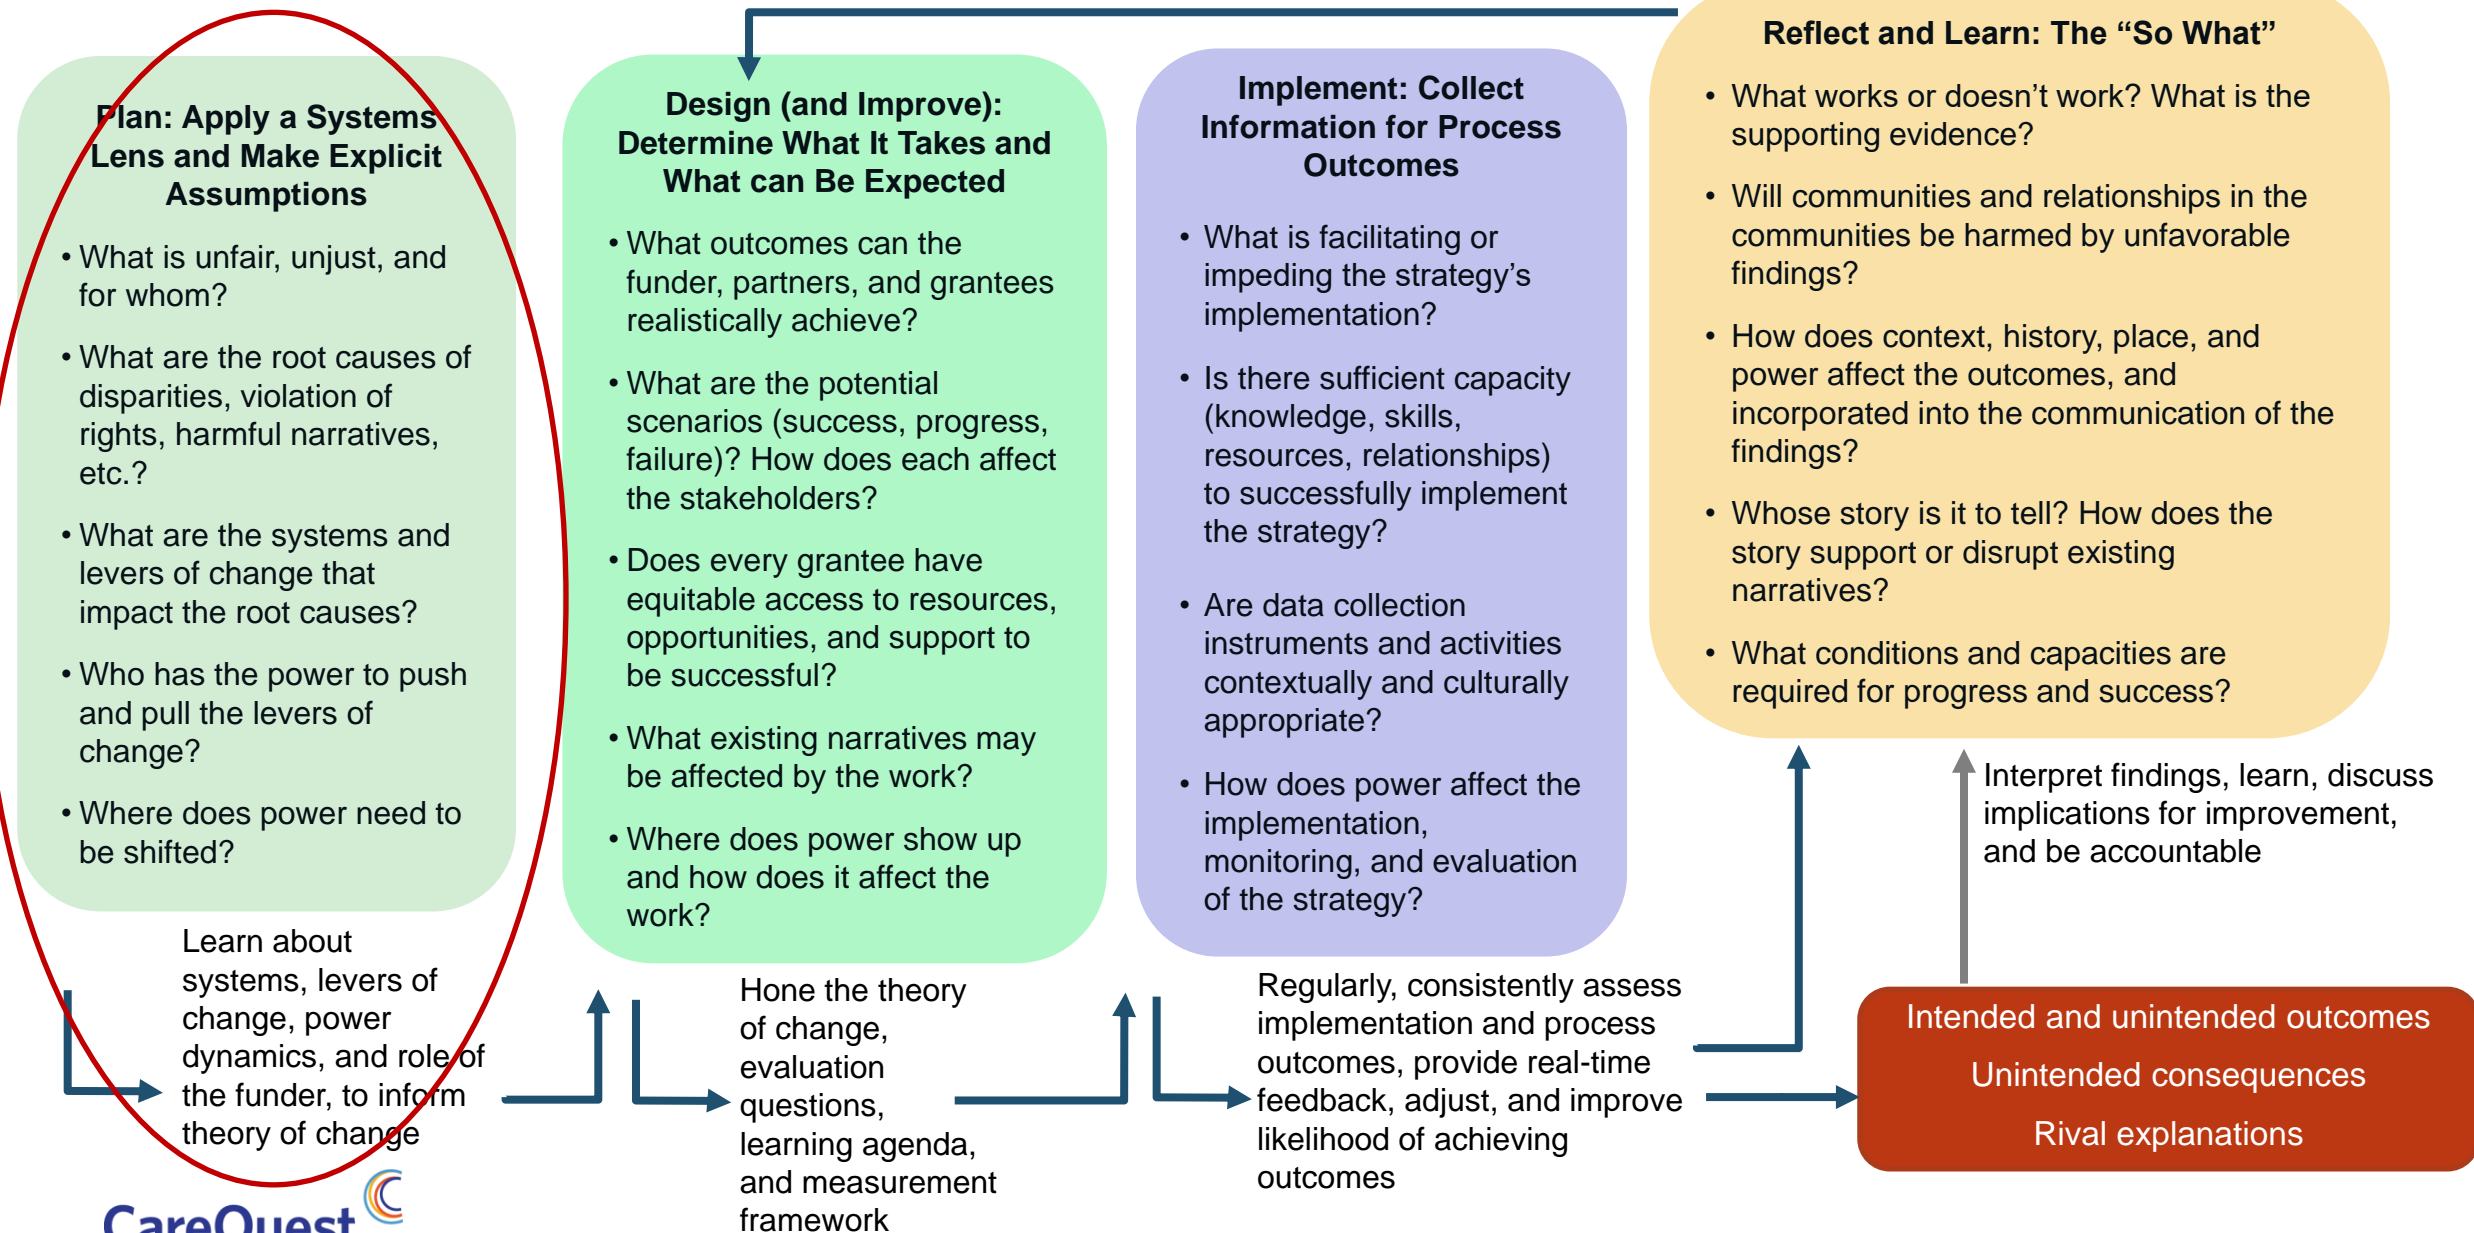 Plan: Apply a Systems
Lens and Make Explicit
Assumptions
• What is unfair, unjust, and
for whom?
• What are the root causes of
disparities, violation of
rights, harmful narratives,
etc.?
• What are the systems and
levers of change that
impact the root causes?
• Who has the power to push
and pull the levers of
change?
• Where does power need to
be shifted?
Learn about
systems, levers of
change, power
dynamics, and role of
the funder, to inform
theory of change
CareQuest
Design (and Improve):
Determine What It Takes and
What can Be Expected
• What outcomes can the
funder, partners, and grantees
realistically achieve?
• What are the potential
scenarios (success, progress,
failure)? How does each affect
the stakeholders?
• Does every grantee have
equitable access to resources,
opportunities, and support to
be successful?
• What existing narratives may
be affected by the work?
• Where does power show up
and how does it affect the
work?
Hone the theory
of change,
evaluation
questions,
learning agenda,
and measurement
framework
Implement: Collect
Information for Process
Outcomes
• What is facilitating or
impeding the strategy’s
implementation?
• Is there sufficient capacity
(knowledge, skills,
resources, relationships)
to successfully implement
the strategy?
• Are data collection
instruments and activities
contextually and culturally
appropriate?
• How does power affect the
implementation,
monitoring, and evaluation
of the strategy?
Regularly, consistently assess
implementation and process
outcomes, provide real-time
feedback, adjust, and improve
likelihood of achieving
outcomes
Reflect and Learn: The “So What”
• What works or doesn’t work? What is the
supporting evidence?
• Will communities and relationships in the
communities be harmed by unfavorable
findings?
• How does context, history, place, and
power affect the outcomes, and
incorporated into the communication of the
findings?
• Whose story is it to tell? How does the
story support or disrupt existing
narratives?
• What conditions and capacities are
required for progress and success?
Interpret findings, learn, discuss
implications for improvement,
and be accountable
Intended and unintended outcomes
Unintended consequences
Rival explanations